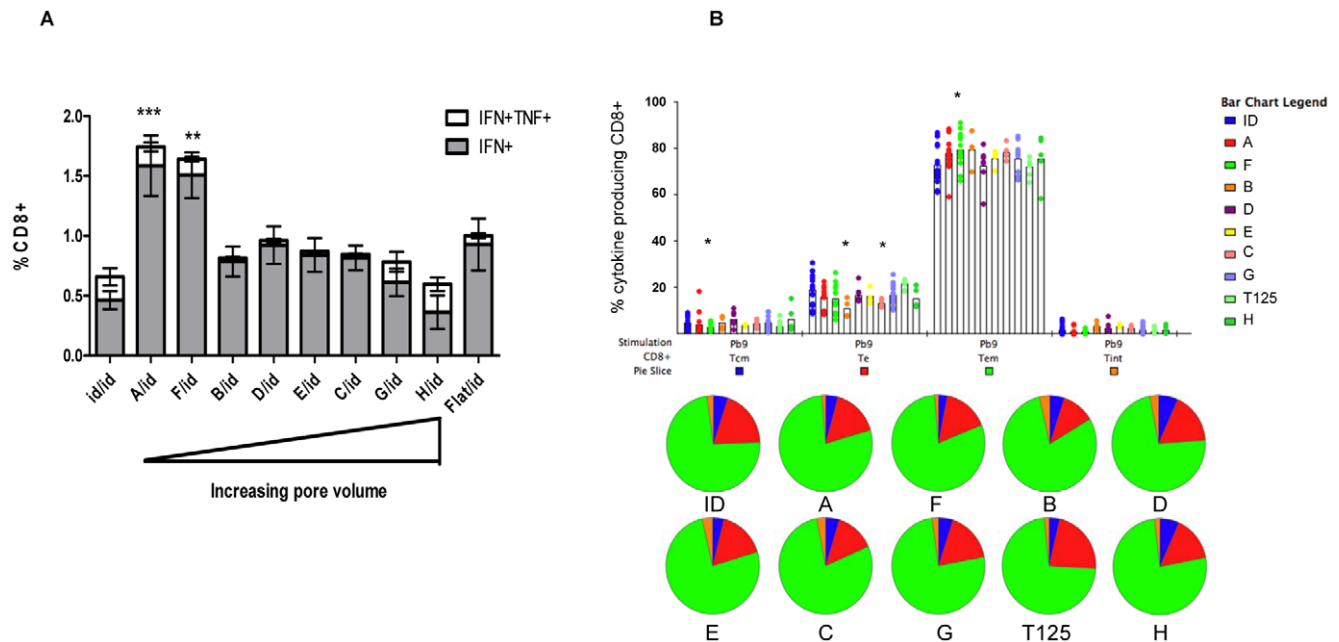 A
B
% CD8+
2.0
1.5
1.0
0.5
0.0
***
**
IFN+TNF+
IFN+
id/id
A/id
F/id
B/id
D/id
E/id
C/id
G/id
H/id
Flat/id
Increasing pore volume
% cytokine producing CD8+
100
80
60
40
20
*
*
*
*
Stimulation Pb9 Pb9 Pb9 Pb9
CD8+ Tcm Te Tem Tint
Pie Slice
Bar Chart Legend
ID
A
F
B
D
E
C
G
T125
H
ID A F B D
E C G T125 H